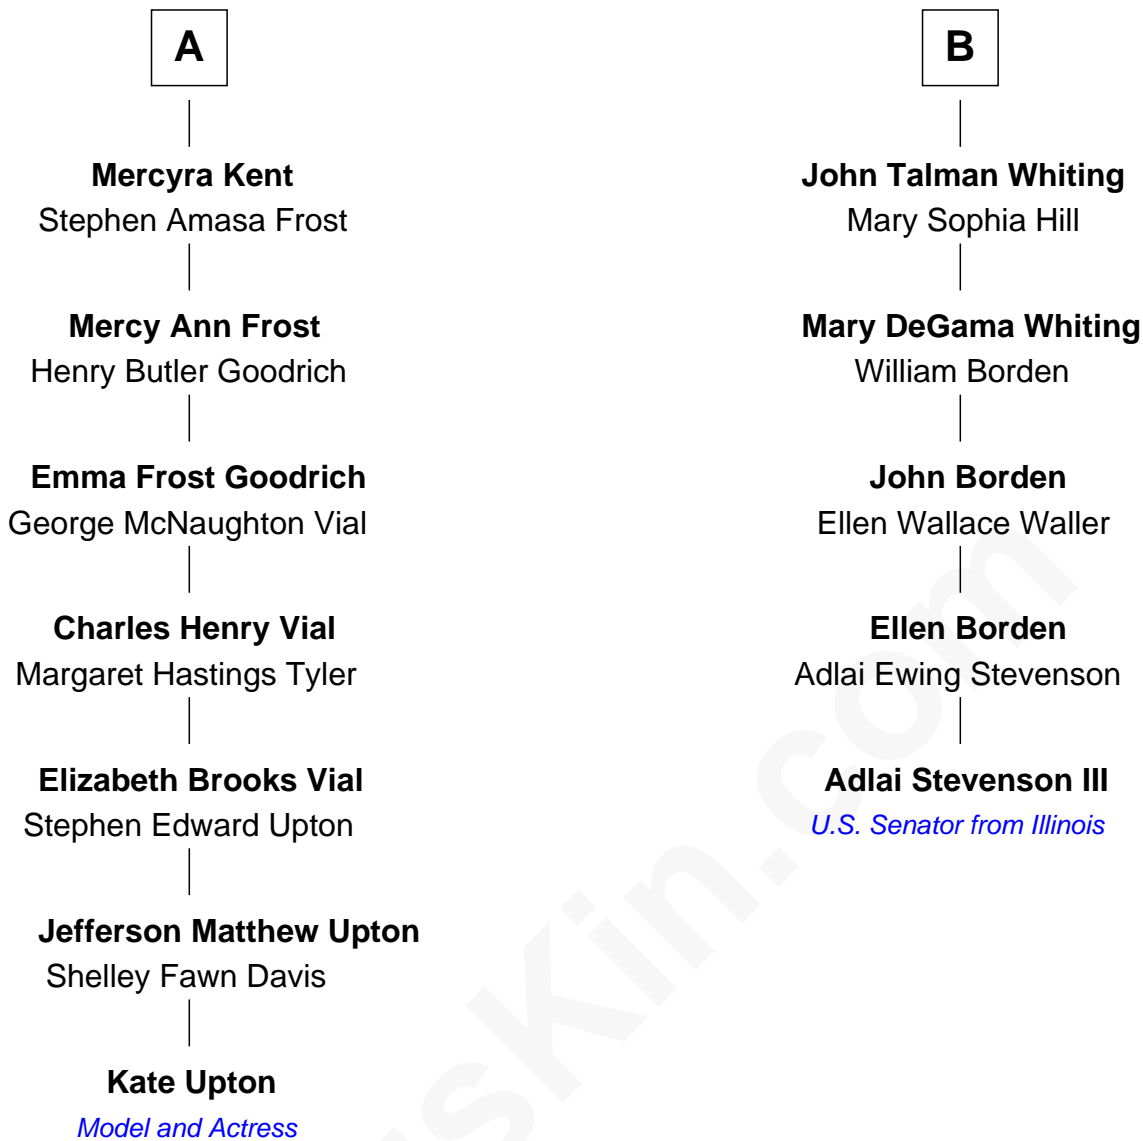 A
Mercyra Kent
Stephen Amasa Frost
Mercy Ann Frost
Henry Butler Goodrich
Emma Frost Goodrich
George McNaughton Vial
Charles Henry Vial
Margaret Hastings Tyler
Elizabeth Brooks Vial
Stephen Edward Upton
Jefferson Matthew Upton
Shelley Fawn Davis
Kate Upton
Model and Actress
B
John Talman Whiting
Mary Sophia Hill
Mary DeGama Whiting
William Borden
John Borden
Ellen Wallace Waller
Ellen Borden
Adlai Ewing Stevenson
Adlai Stevenson III
U.S. Senator from Illinois
sKin.com